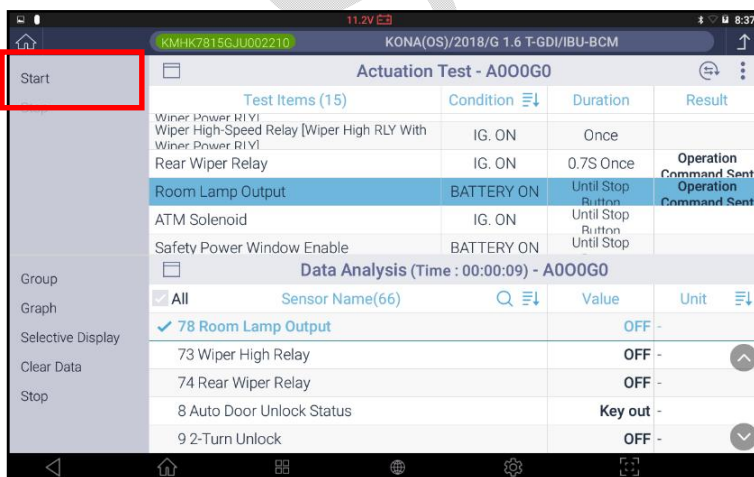 11.2V
8:37
KMHK7815GJU002210
KONA(OS)/2018/G 1.6 T-GDI/IBU-BCM
Start
Stop
Actuation Test - A0O0G0
Test Items (15) Condition Duration Result
Wiper Power RLY]
Wiper High-Speed Relay [Wiper High RLY With
Wiper Power RLY]
IG. ON
Once
Rear Wiper Relay
IG. ON
0.7S Once
Operation
Command Sent
Room Lamp Output
BATTERY ON
Until Stop
Button
Operation
Command Sent
ATM Solenoid
IG. ON
Until Stop
Button
Safety Power Window Enable
BATTERY ON
Until Stop
Group
Graph
Selective Display
Clear Data
Stop
Data Analysis (Time : 00:00:09) - A0O0G0
All Sensor Name(66) Value Unit
78 Room Lamp Output OFF -
73 Wiper High Relay OFF -
74 Rear Wiper Relay OFF -
8 Auto Door Unlock Status Key out -
9 2-Turn Unlock OFF -